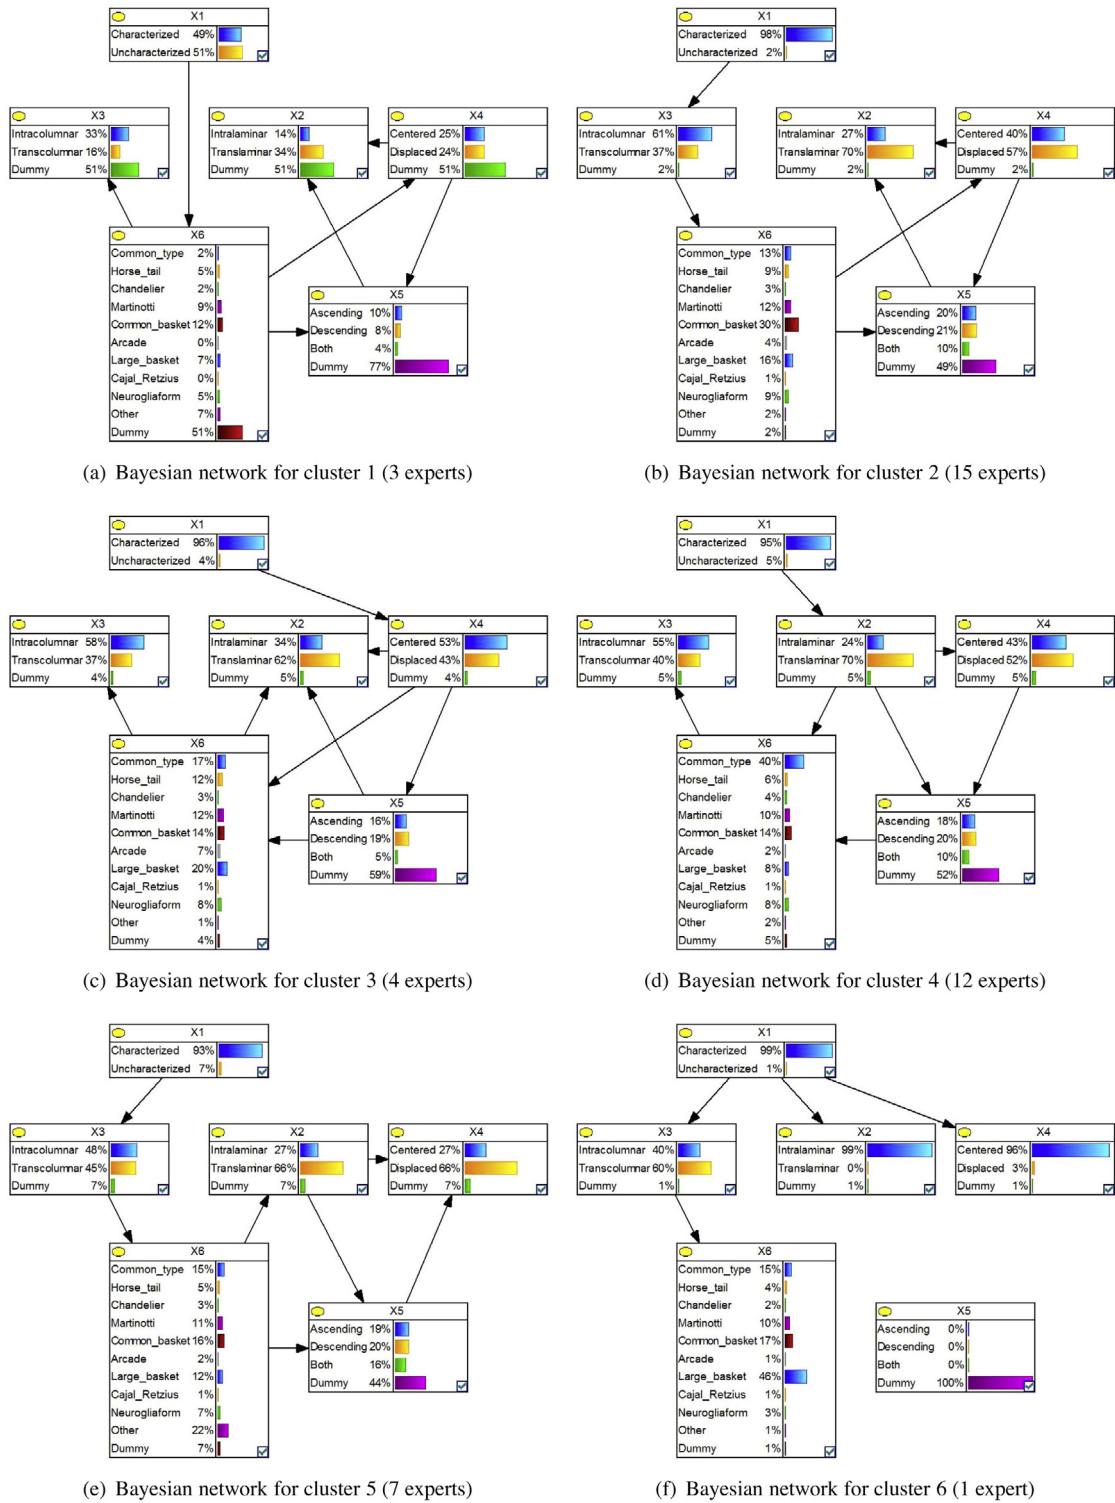 X1
Characterized 49%
Uncharacterized 51%
X3
Intracolumnar 33%
Transcolumnar 16%
Dummy 51%
X2
Intralaminar 14%
Translaminar 34%
Dummy 51%
X4
Centered 25%
Displaced 24%
Dummy 51%
X6
Common_type 2%
Horse_tail 5%
Chandelier 2%
Martinotti 9%
Common_basket 12%
Arcade 0%
Large_basket 7%
Cajal_Retzius 0%
Neurogliaform 5%
Other 7%
Dummy 51%
X5
Ascending 10%
Descending 8%
Both 4%
Dummy 77%
(a) Bayesian network for cluster 1 (3 experts)
X1
Characterized 98%
Uncharacterized 2%
X3
Intracolumnar 61%
Transcolumnar 37%
Dummy 2%
X2
Intralaminar 27%
Translaminar 70%
Dummy 2%
X4
Centered 40%
Displaced 57%
Dummy 2%
X6
Common_type 13%
Horse_tail 9%
Chandelier 3%
Martinotti 12%
Common_basket 30%
Arcade 4%
Large_basket 16%
Cajal_Retzius 1%
Neurogliaform 9%
Other 2%
Dummy 2%
X5
Ascending 20%
Descending 21%
Both 10%
Dummy 49%
(b) Bayesian network for cluster 2 (15 experts)
X1
Characterized 96%
Uncharacterized 4%
X3
Intracolumnar 58%
Transcolumnar 37%
Dummy 4%
X2
Intralaminar 34%
Translaminar 62%
Dummy 5%
X4
Centered 53%
Displaced 43%
Dummy 4%
X6
Common_type 17%
Horse_tail 12%
Chandelier 3%
Martinotti 12%
Common_basket 14%
Arcade 7%
Large_basket 20%
Cajal_Retzius 1%
Neurogliaform 8%
Other 1%
Dummy 4%
X5
Ascending 16%
Descending 19%
Both 5%
Dummy 59%
(c) Bayesian network for cluster 3 (4 experts)
X1
Characterized 95%
Uncharacterized 5%
X3
Intracolumnar 55%
Transcolumnar 40%
Dummy 5%
X2
Intralaminar 24%
Translaminar 70%
Dummy 5%
X4
Centered 43%
Displaced 52%
Dummy 5%
X6
Common_type 40%
Horse_tail 6%
Chandelier 4%
Martinotti 10%
Common_basket 14%
Arcade 2%
Large_basket 8%
Cajal_Retzius 1%
Neurogliaform 8%
Other 2%
Dummy 5%
X5
Ascending 18%
Descending 20%
Both 10%
Dummy 52%
(d) Bayesian network for cluster 4 (12 experts)
X1
Characterized 93%
Uncharacterized 7%
X3
Intracolumnar 48%
Transcolumnar 45%
Dummy 7%
X2
Intralaminar 27%
Translaminar 66%
Dummy 7%
X4
Centered 27%
Displaced 66%
Dummy 7%
X6
Common_type 15%
Horse_tail 5%
Chandelier 3%
Martinotti 11%
Common_basket 16%
Arcade 2%
Large_basket 12%
Cajal_Retzius 1%
Neurogliaform 7%
Other 22%
Dummy 7%
X5
Ascending 19%
Descending 20%
Both 16%
Dummy 44%
(e) Bayesian network for cluster 5 (7 experts)
X1
Characterized 99%
Uncharacterized 1%
X3
Intracolumnar 40%
Transcolumnar 60%
Dummy 1%
X2
Intralaminar 99%
Translaminar 0%
Dummy 1%
X4
Centered 96%
Displaced 3%
Dummy 1%
X6
Common_type 15%
Horse_tail 4%
Chandelier 2%
Martinotti 10%
Common_basket 17%
Arcade 1%
Large_basket 46%
Cajal_Retzius 1%
Neurogliaform 3%
Other 1%
Dummy 1%
X5
Ascending 0%
Descending 0%
Both 0%
Dummy 100%
(f) Bayesian network for cluster 6 (1 expert)